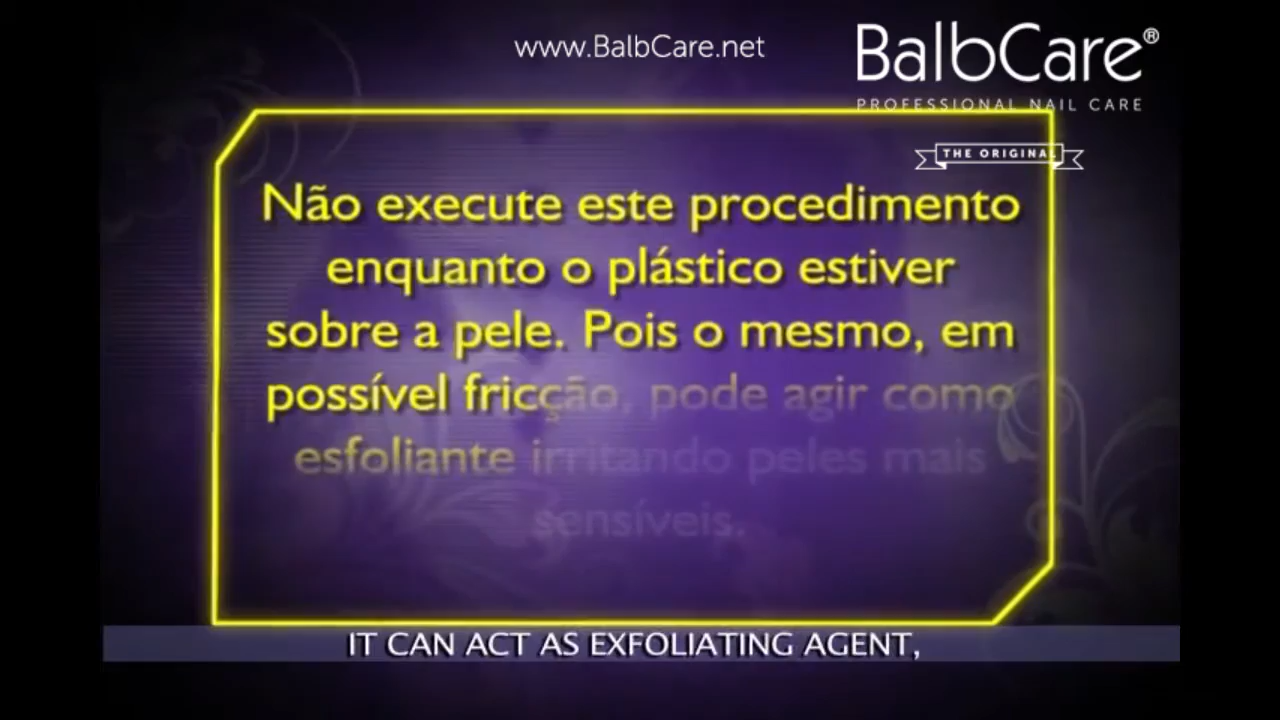 www.BalbCare.net
BalbCare®
PROFESSIONAL NAIL CARE
THE ORIGINAL
Não execute este procedimento
enquanto o plástico estiver
sobre a pele. Pois o mesmo, em
possível fricção, pode agir como
esfoliante irritando peles mais
sensíveis.
IT CAN ACT AS EXFOLIATING AGENT,